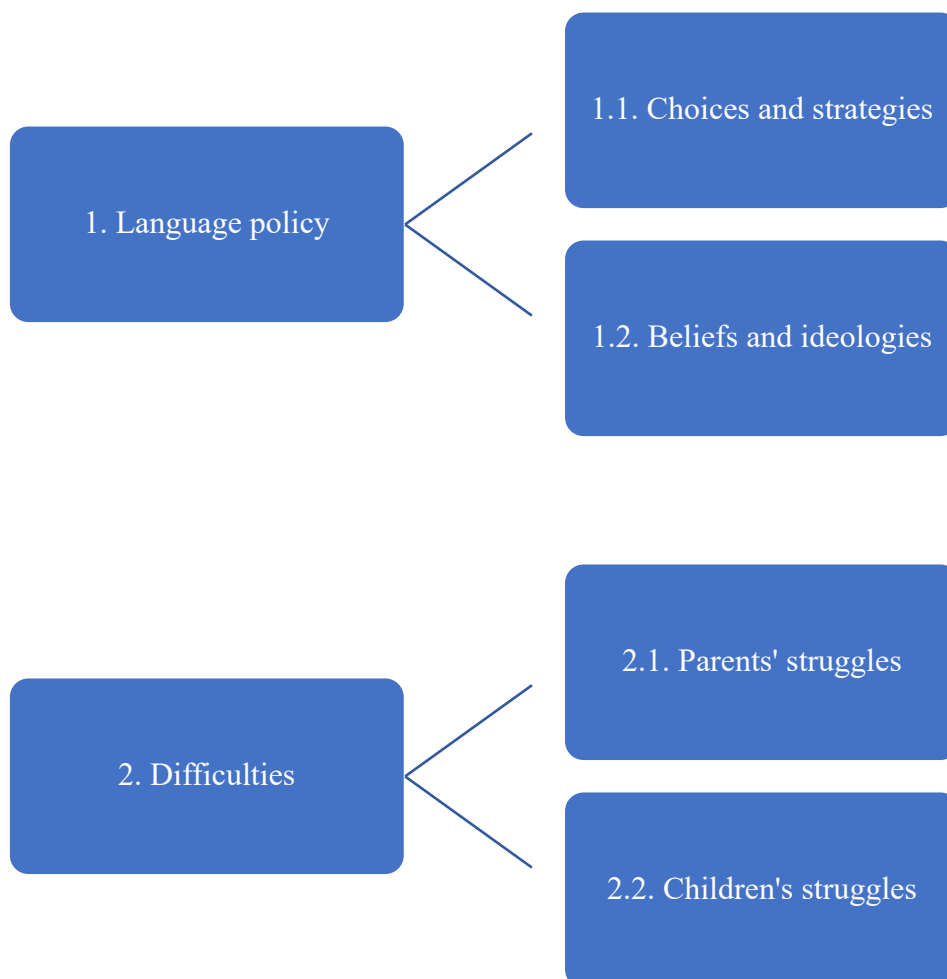 1. Language policy
1.1. Choices and strategies
1.2. Beliefs and ideologies
2. Difficulties
2.1. Parents' struggles
2.2. Children's struggles